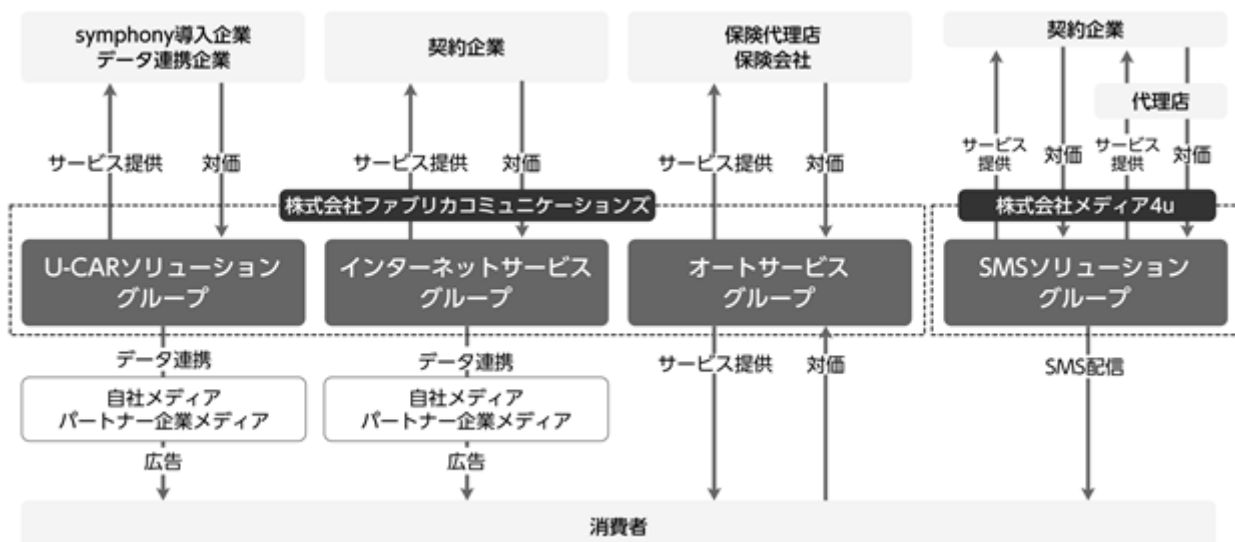 symphony導入企業
データ連携企業
契約企業
保険代理店
保険会社
契約企業
代理店
サービス提供
対価
サービス提供
対価
サービス提供
対価
サービス
提供
対価
サービス
提供
対価
株式会社ファブリカコミュニケーションズ
株式会社メディア4u
U-CARソリューション
グループ
インターネットサービス
グループ
オートサービス
グループ
SMSソリューション
グループ
データ連携
データ連携
サービス提供
対価
SMS配信
自社メディア
パートナー企業メディア
自社メディア
パートナー企業メディア
広告
広告
消費者